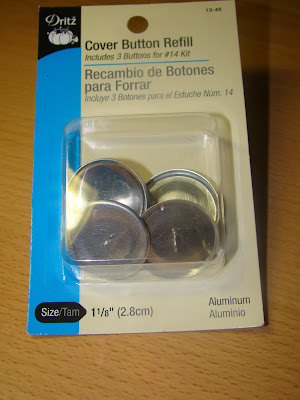 14-45
Dritz
Cover Button Refill
Includes 3 Buttons for #14 Kit
Recambio de Botones
para Forrar
Incluye 3 Botones para el Estuche Núm. 14
Size/Tam 1 1/8" (2.8cm)
Aluminum
Aluminio